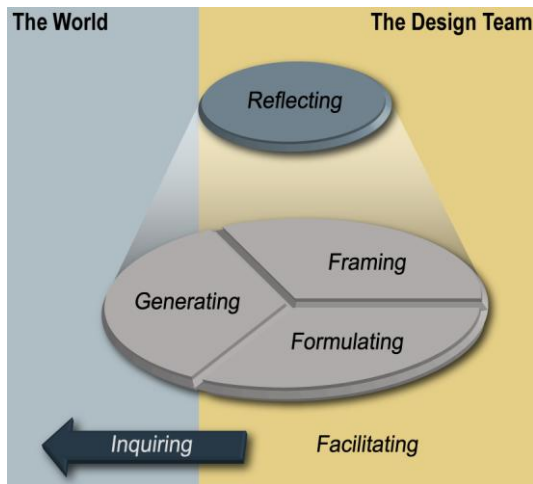 The World
The Design Team
Reflecting
Framing
Generating
Formulating
Inquiring
Facilitating